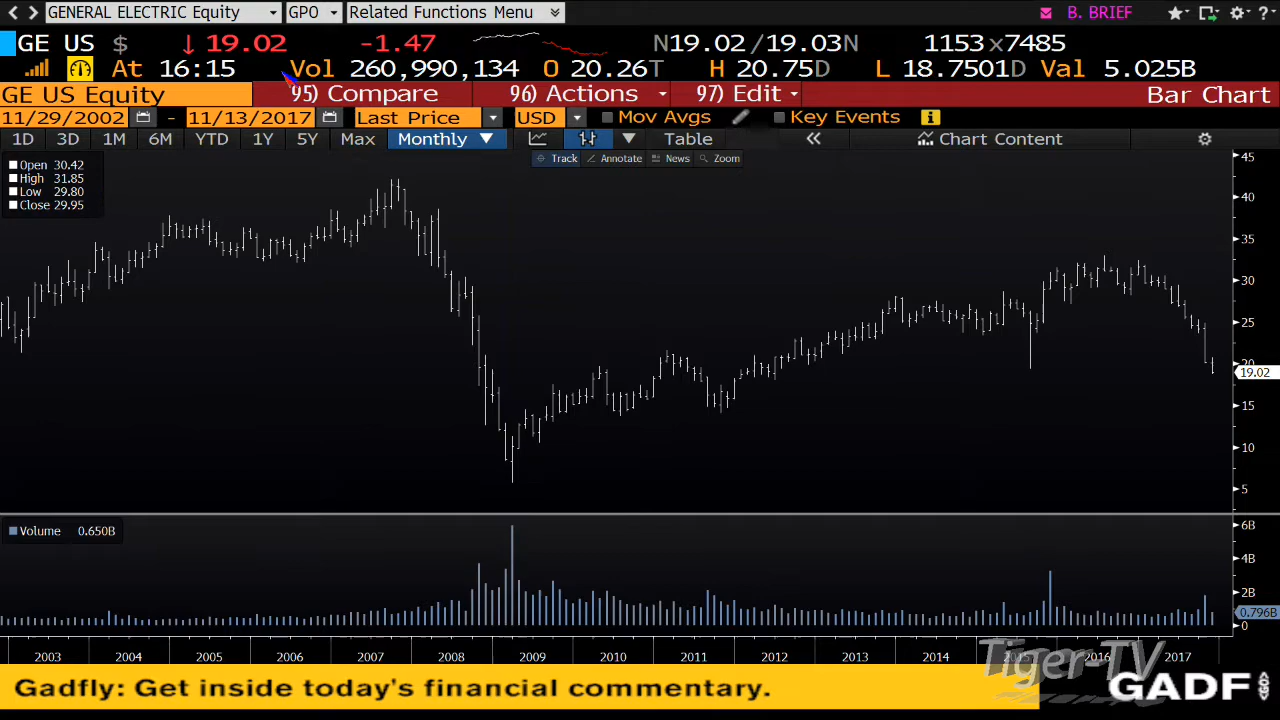 GENERAL ELECTRIC Equity GPO Related Functions Menu B. BRIEF ?
GE US $ ↓ 19.02 -1.47 N19.02/19.03N 1153x7485
At 16:15 Vol 260,990,134 O 20.26T H 20.75D L 18.7501D Val 5.025B
GE US Equity 95) Compare 96) Actions 97) Edit Bar Chart
11/29/2002 - 11/13/2017 Last Price USD Mov Avgs Key Events
1D 3D 1M 6M YTD 1Y 5Y Max Monthly ▼ Table « Chart Content
Track Annotate News Zoom
Open 30.42
High 31.85
Low 29.80
Close 29.95
45
40
35
30
25
20
19.02
15
10
5
Volume 0.650B
6B
4B
2B
0.796B
0
2003 2004 2005 2006 2007 2008 2009 2010 2011 2012 2013 2014 2015 2016 2017
Tiger-TV
Gadfly: Get inside today's financial commentary.
GADF
GO